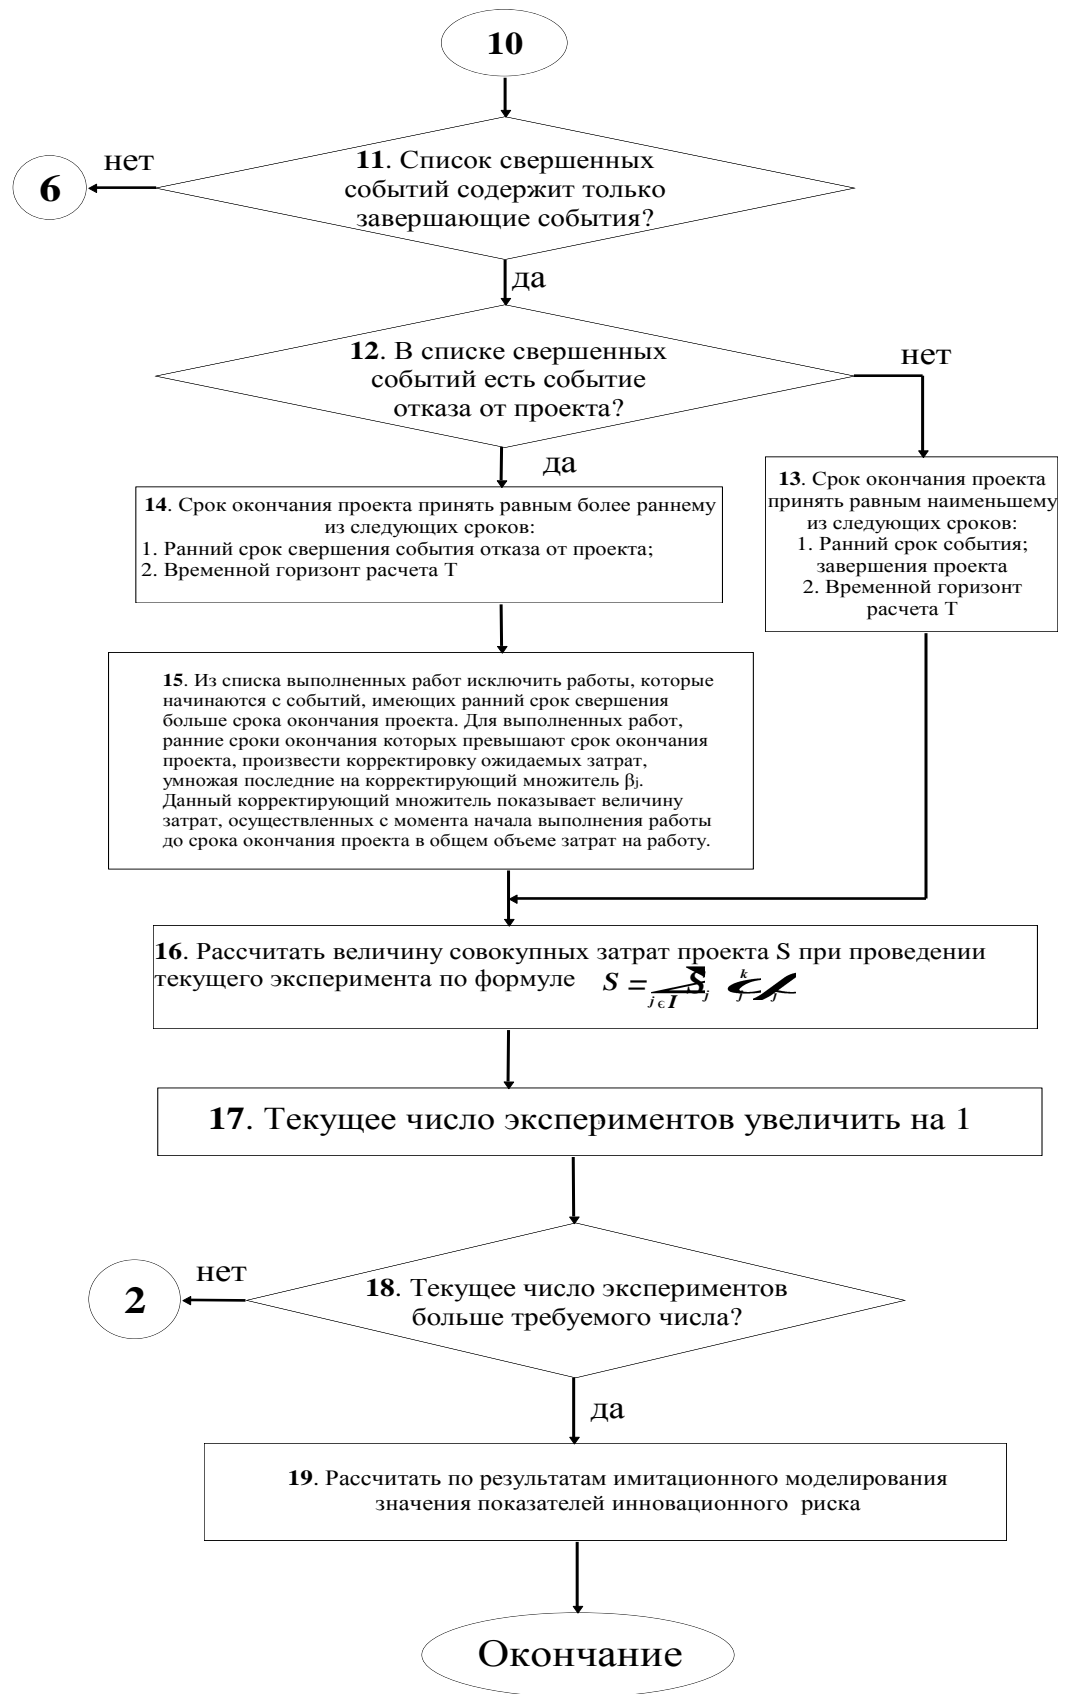 10
11. Список свершенных
событий содержит только
завершающие события?
нет
6
да
12. В списке свершенных
событий есть событие
отказа от проекта?
нет
да
13. Срок окончания проекта
принять равным наименьшему
из следующих сроков:
1. Ранний срок события;
завершения проекта
2. Временной горизонт
расчета Т
14. Срок окончания проекта принять равным более раннему
из следующих сроков:
1. Ранний срок свершения события отказа от проекта;
2. Временной горизонт расчета Т
15. Из списка выполненных работ исключить работы, которые
начинаются с событий, имеющих ранний срок свершения
больше срока окончания проекта. Для выполненных работ,
ранние сроки окончания которых превышают срок окончания
проекта, произвести корректировку ожидаемых затрат,
умножая последние на корректирующий множитель βj.
Данный корректирующий множитель показывает величину
затрат, осуществленных с момента начала выполнения работы
до срока окончания проекта в общем объеме затрат на работу.
16. Рассчитать величину совокупных затрат проекта S при проведении
текущего эксперимента по формуле S =
j ϵ I
17. Текущее число экспериментов увеличить на 1
18. Текущее число экспериментов
больше требуемого числа?
нет
2
да
19. Рассчитать по результатам имитационного моделирования
значения показателей инновационного риска
Окончание